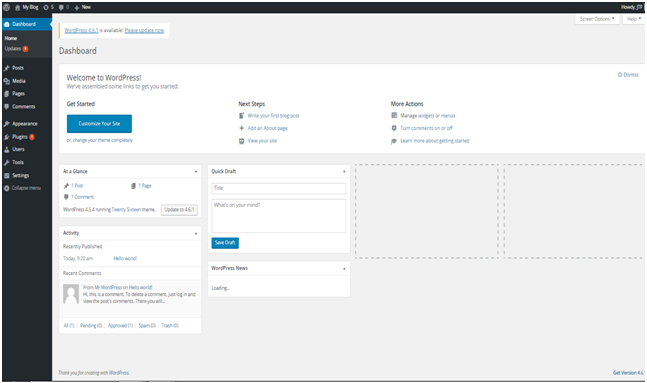 My Blog 5 0 New Howdy, JTP
Screen Options Help
WordPress 4.6.1 is available! Please update now.
Dashboard
Home
Updates 5
Posts
Media
Pages
Comments
Appearance
Plugins 1
Users
Tools
Settings
Collapse menu
Dashboard
Welcome to WordPress!
We've assembled some links to get you started:
Dismiss
Get Started
Customize Your Site
or, change your theme completely
Next Steps
Write your first blog post
Add an About page
View your site
More Actions
Manage widgets or menus
Turn comments on or off
Learn more about getting started
At a Glance
1 Post 1 Page
1 Comment
WordPress 4.5.4 running Twenty Sixteen theme. Update to 4.6.1
Activity
Recently Published
Today, 9:20 am Hello world!
Recent Comments
From Mr WordPress on Hello world!
Hi, this is a comment. To delete a comment, just log in and
view the post's comments. There you will...
All (1) | Pending (0) | Approved (1) | Spam (0) | Trash (0)
Quick Draft
Title
What's on your mind?
Save Draft
WordPress News
Loading...
Thank you for creating with WordPress.
Get Version 4.6